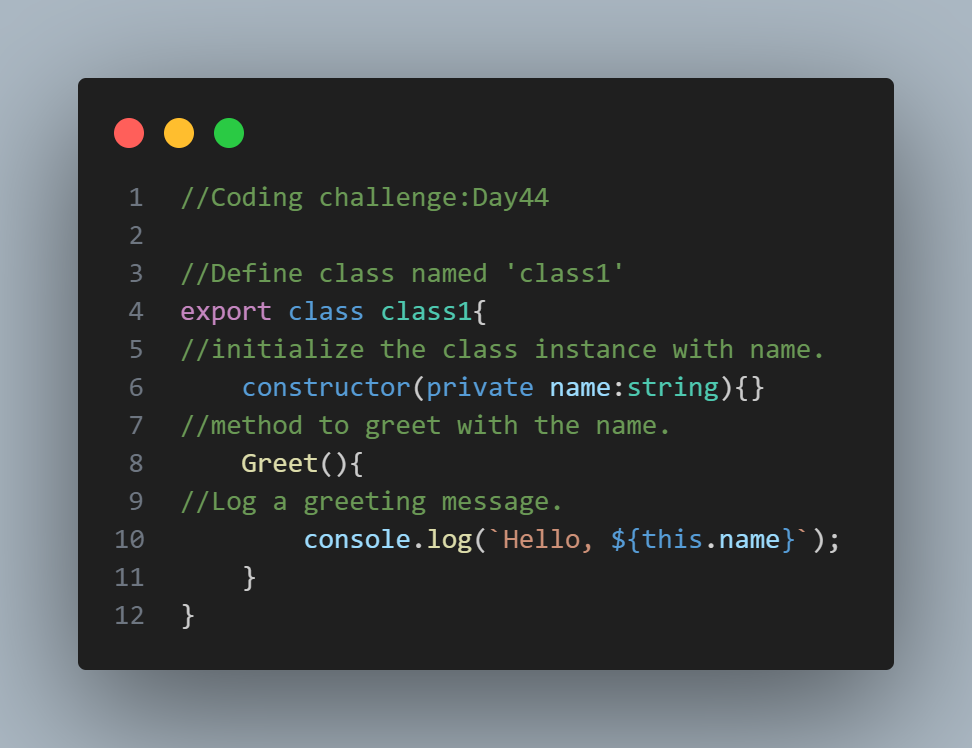 1 //Coding challenge:Day44
2
3 //Define class named 'class1'
4 export class class1{
5 //initialize the class instance with name.
6     constructor(private name:string){}
7 //method to greet with the name.
8     Greet(){
9 //Log a greeting message.
10         console.log(`Hello, ${this.name}`);
11     }
12 }